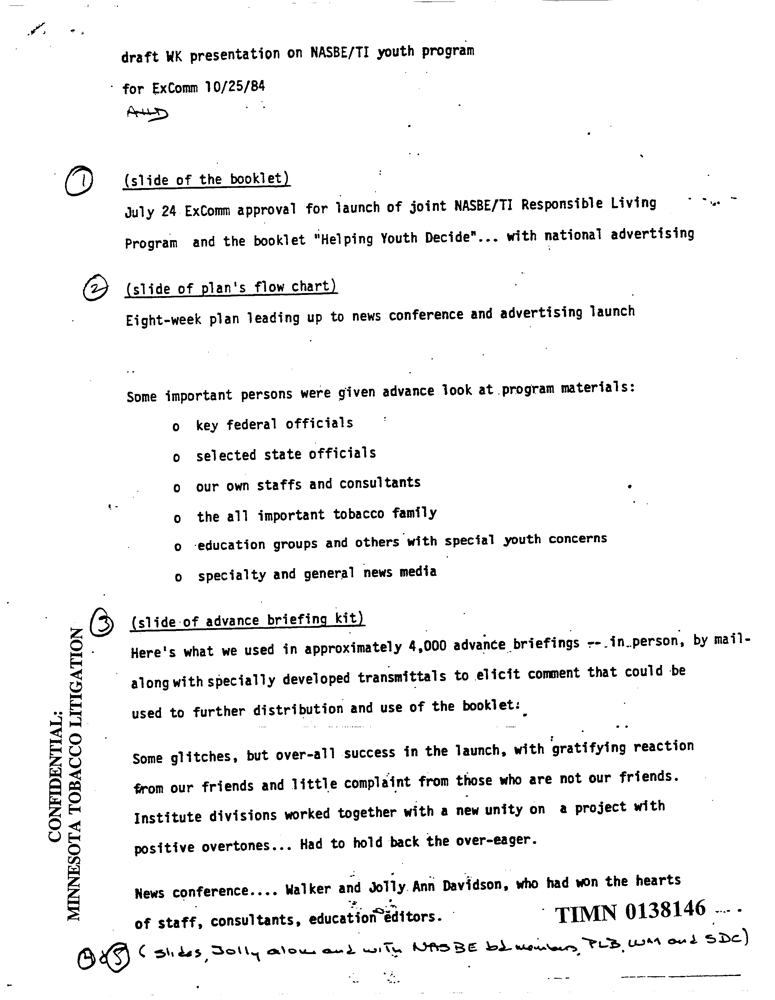 draft WK presentation on NASBE/TI youth program
for ExComm 10/25/84
1 (slide of the booklet)
July 24 ExComm approval for launch of joint NASBE/TI Responsible Living
Program and the booklet "Helping Youth Decide"... with national advertising
2 (slide of plan's flow chart)
Eight-week plan leading up to news conference and advertising launch
Some important persons were given advance look at program materials:
o key federal officials
o selected state officials
o our own staffs and consultants
o the all important tobacco family
o education groups and others with special youth concerns
o specialty and general news media
3 (slide of advance briefing kit)
Here's what we used in approximately 4,000 advance briefings -- in person, by mail-
along with specially developed transmittals to elicit comment that could be
used to further distribution and use of the booklet:
Some glitches, but over-all success in the launch, with gratifying reaction
from our friends and little complaint from those who are not our friends.
Institute divisions worked together with a new unity on a project with
positive overtones... Had to hold back the over-eager.
News conference.... Walker and Jolly Ann Davidson, who had won the hearts
of staff, consultants, education editors.
TIMN 0138146
4 & 5 (slides, Jolly alone and with NASBE bd members, PLB, WM and SDC)
CONFIDENTIAL:
MINNESOTA TOBACCO LITIGATION